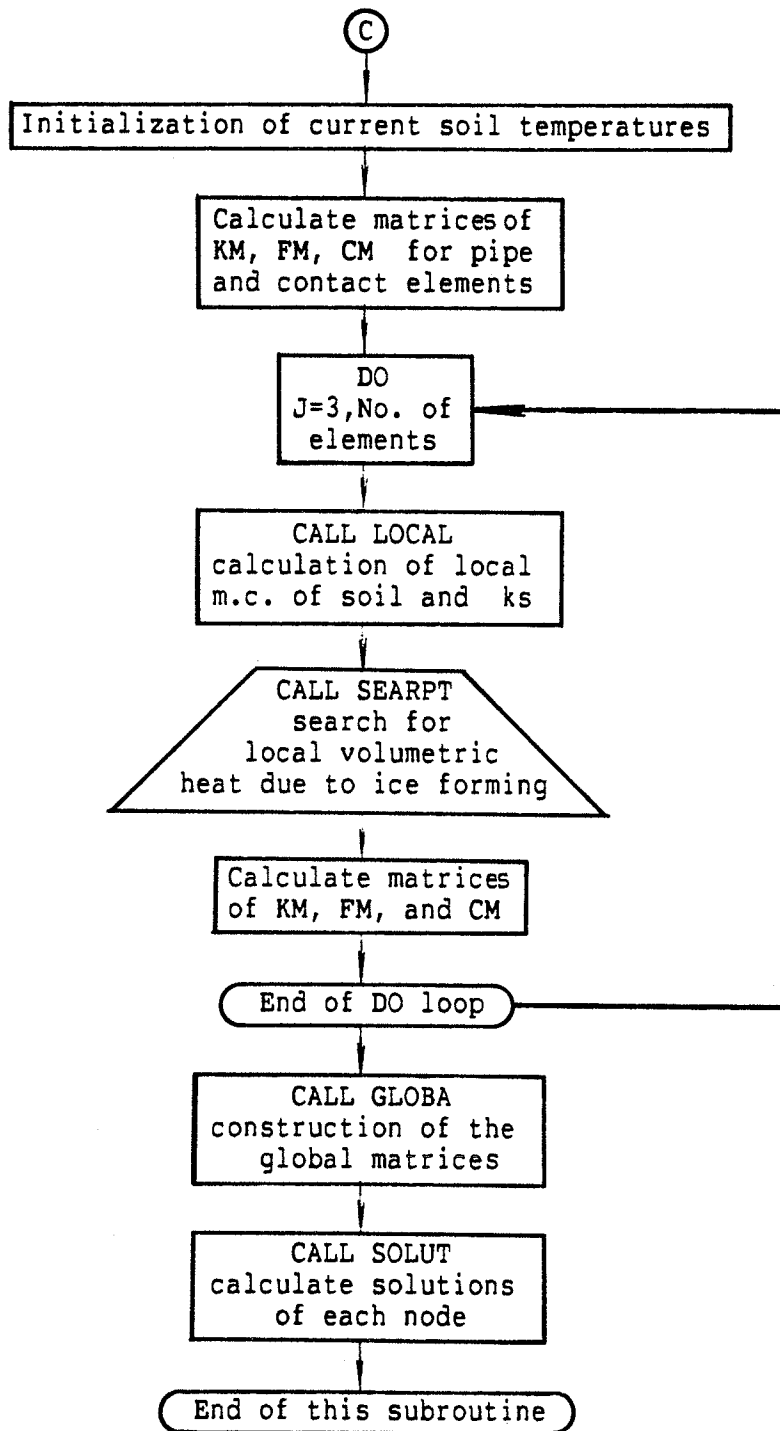 C
Initialization of current soil temperatures
Calculate matrices of
KM, FM, CM for pipe
and contact elements
DO
J=3,No. of
elements
CALL LOCAL
calculation of local
m.c. of soil and ks
CALL SEARPT
search for
local volumetric
heat due to ice forming
Calculate matrices
of KM, FM, and CM
End of DO loop
CALL GLOBA
construction of the
global matrices
CALL SOLUT
calculate solutions
of each node
End of this subroutine